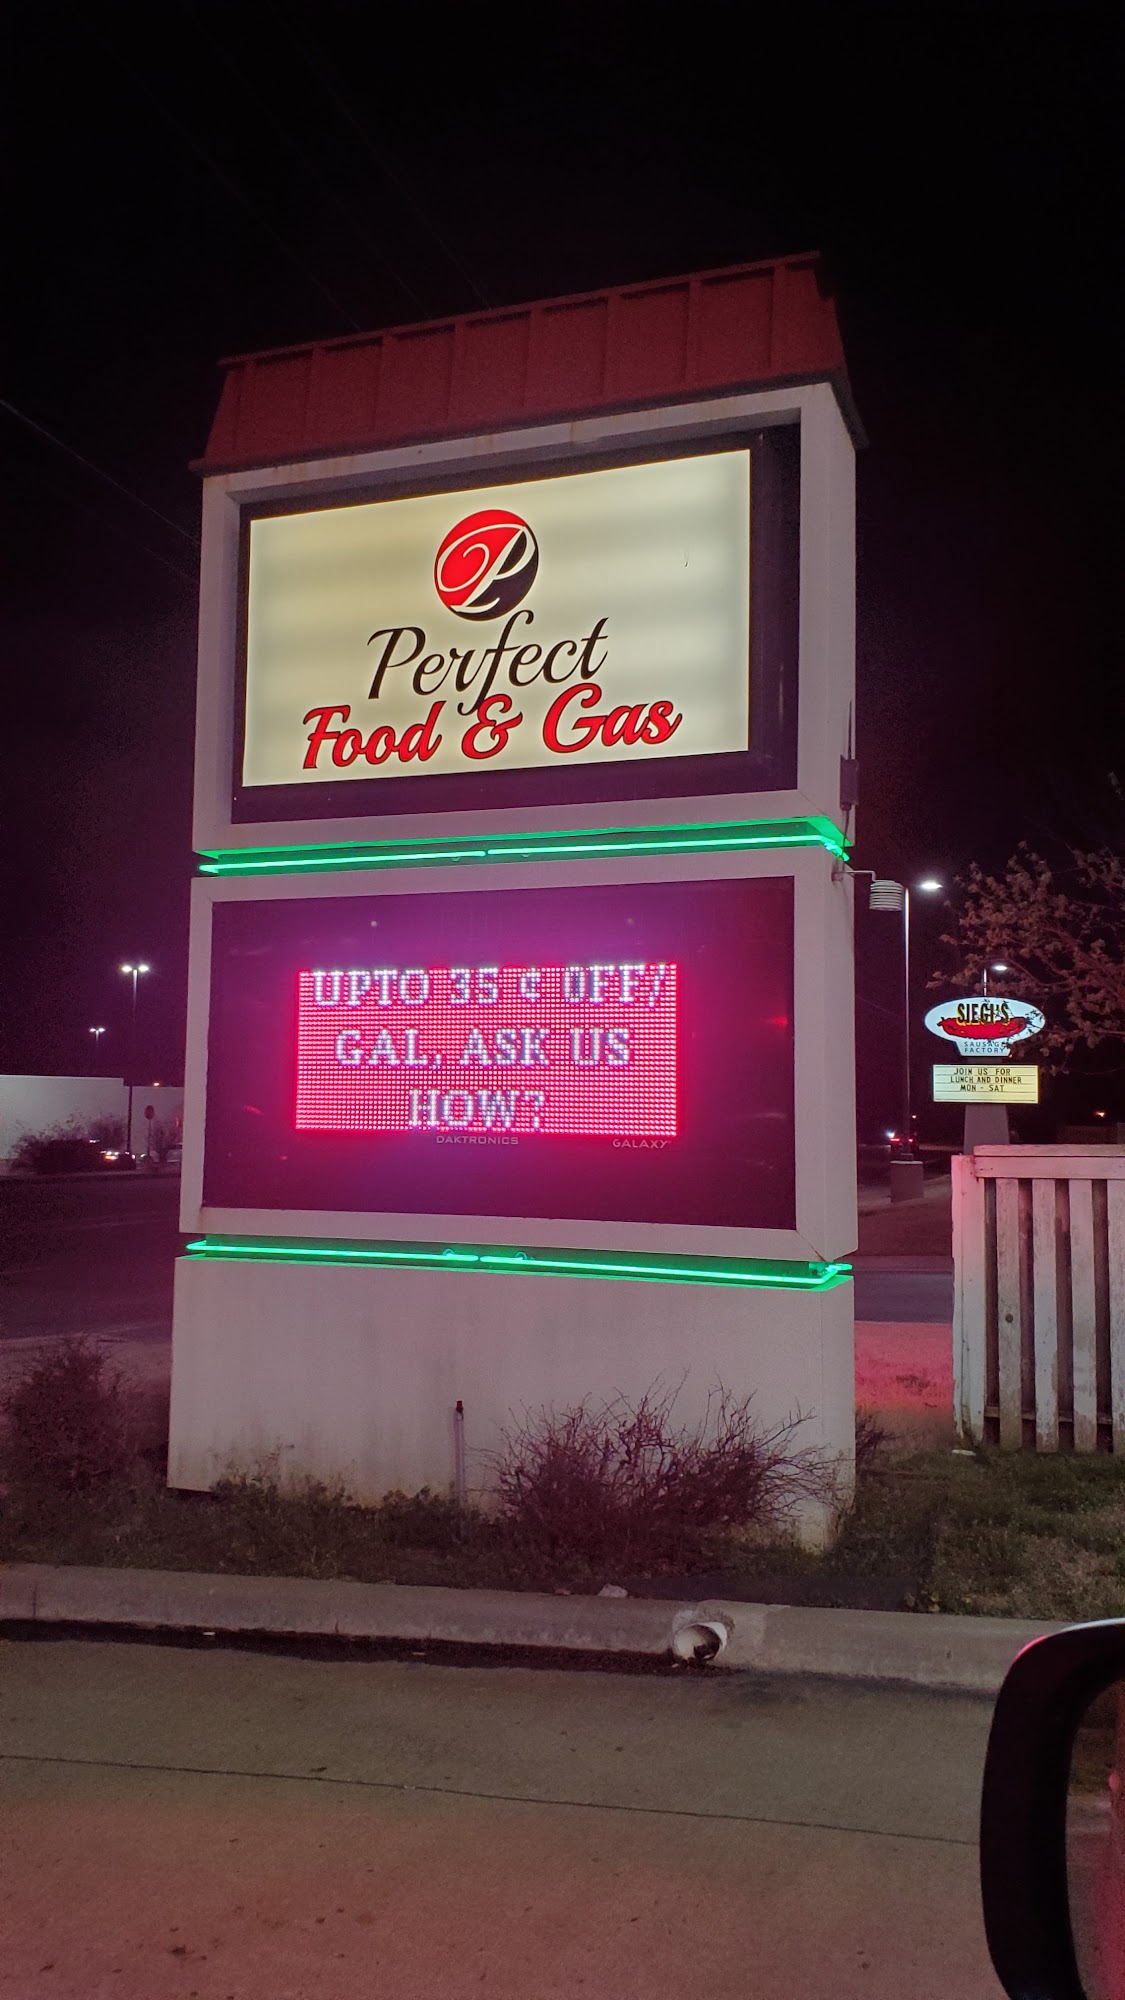 P
Perfect
Food & Gas
UPTO 35 ¢ OFF/
GAL, ASK US
HOW?
DAKTRONICS GALAXY
SIEGI'S
SAUSAGE
FACTORY
JOIN US FOR
LUNCH AND DINNER
MON - SAT